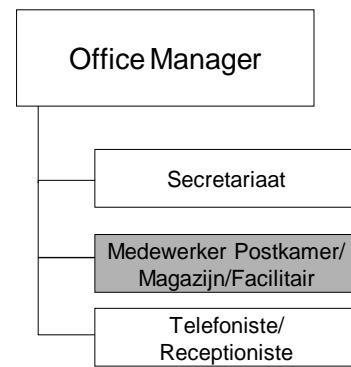 Office Manager
Secretariaat
Medewerker Postkamer/
Magazijn/Facilitair
Telefoniste/
Receptioniste